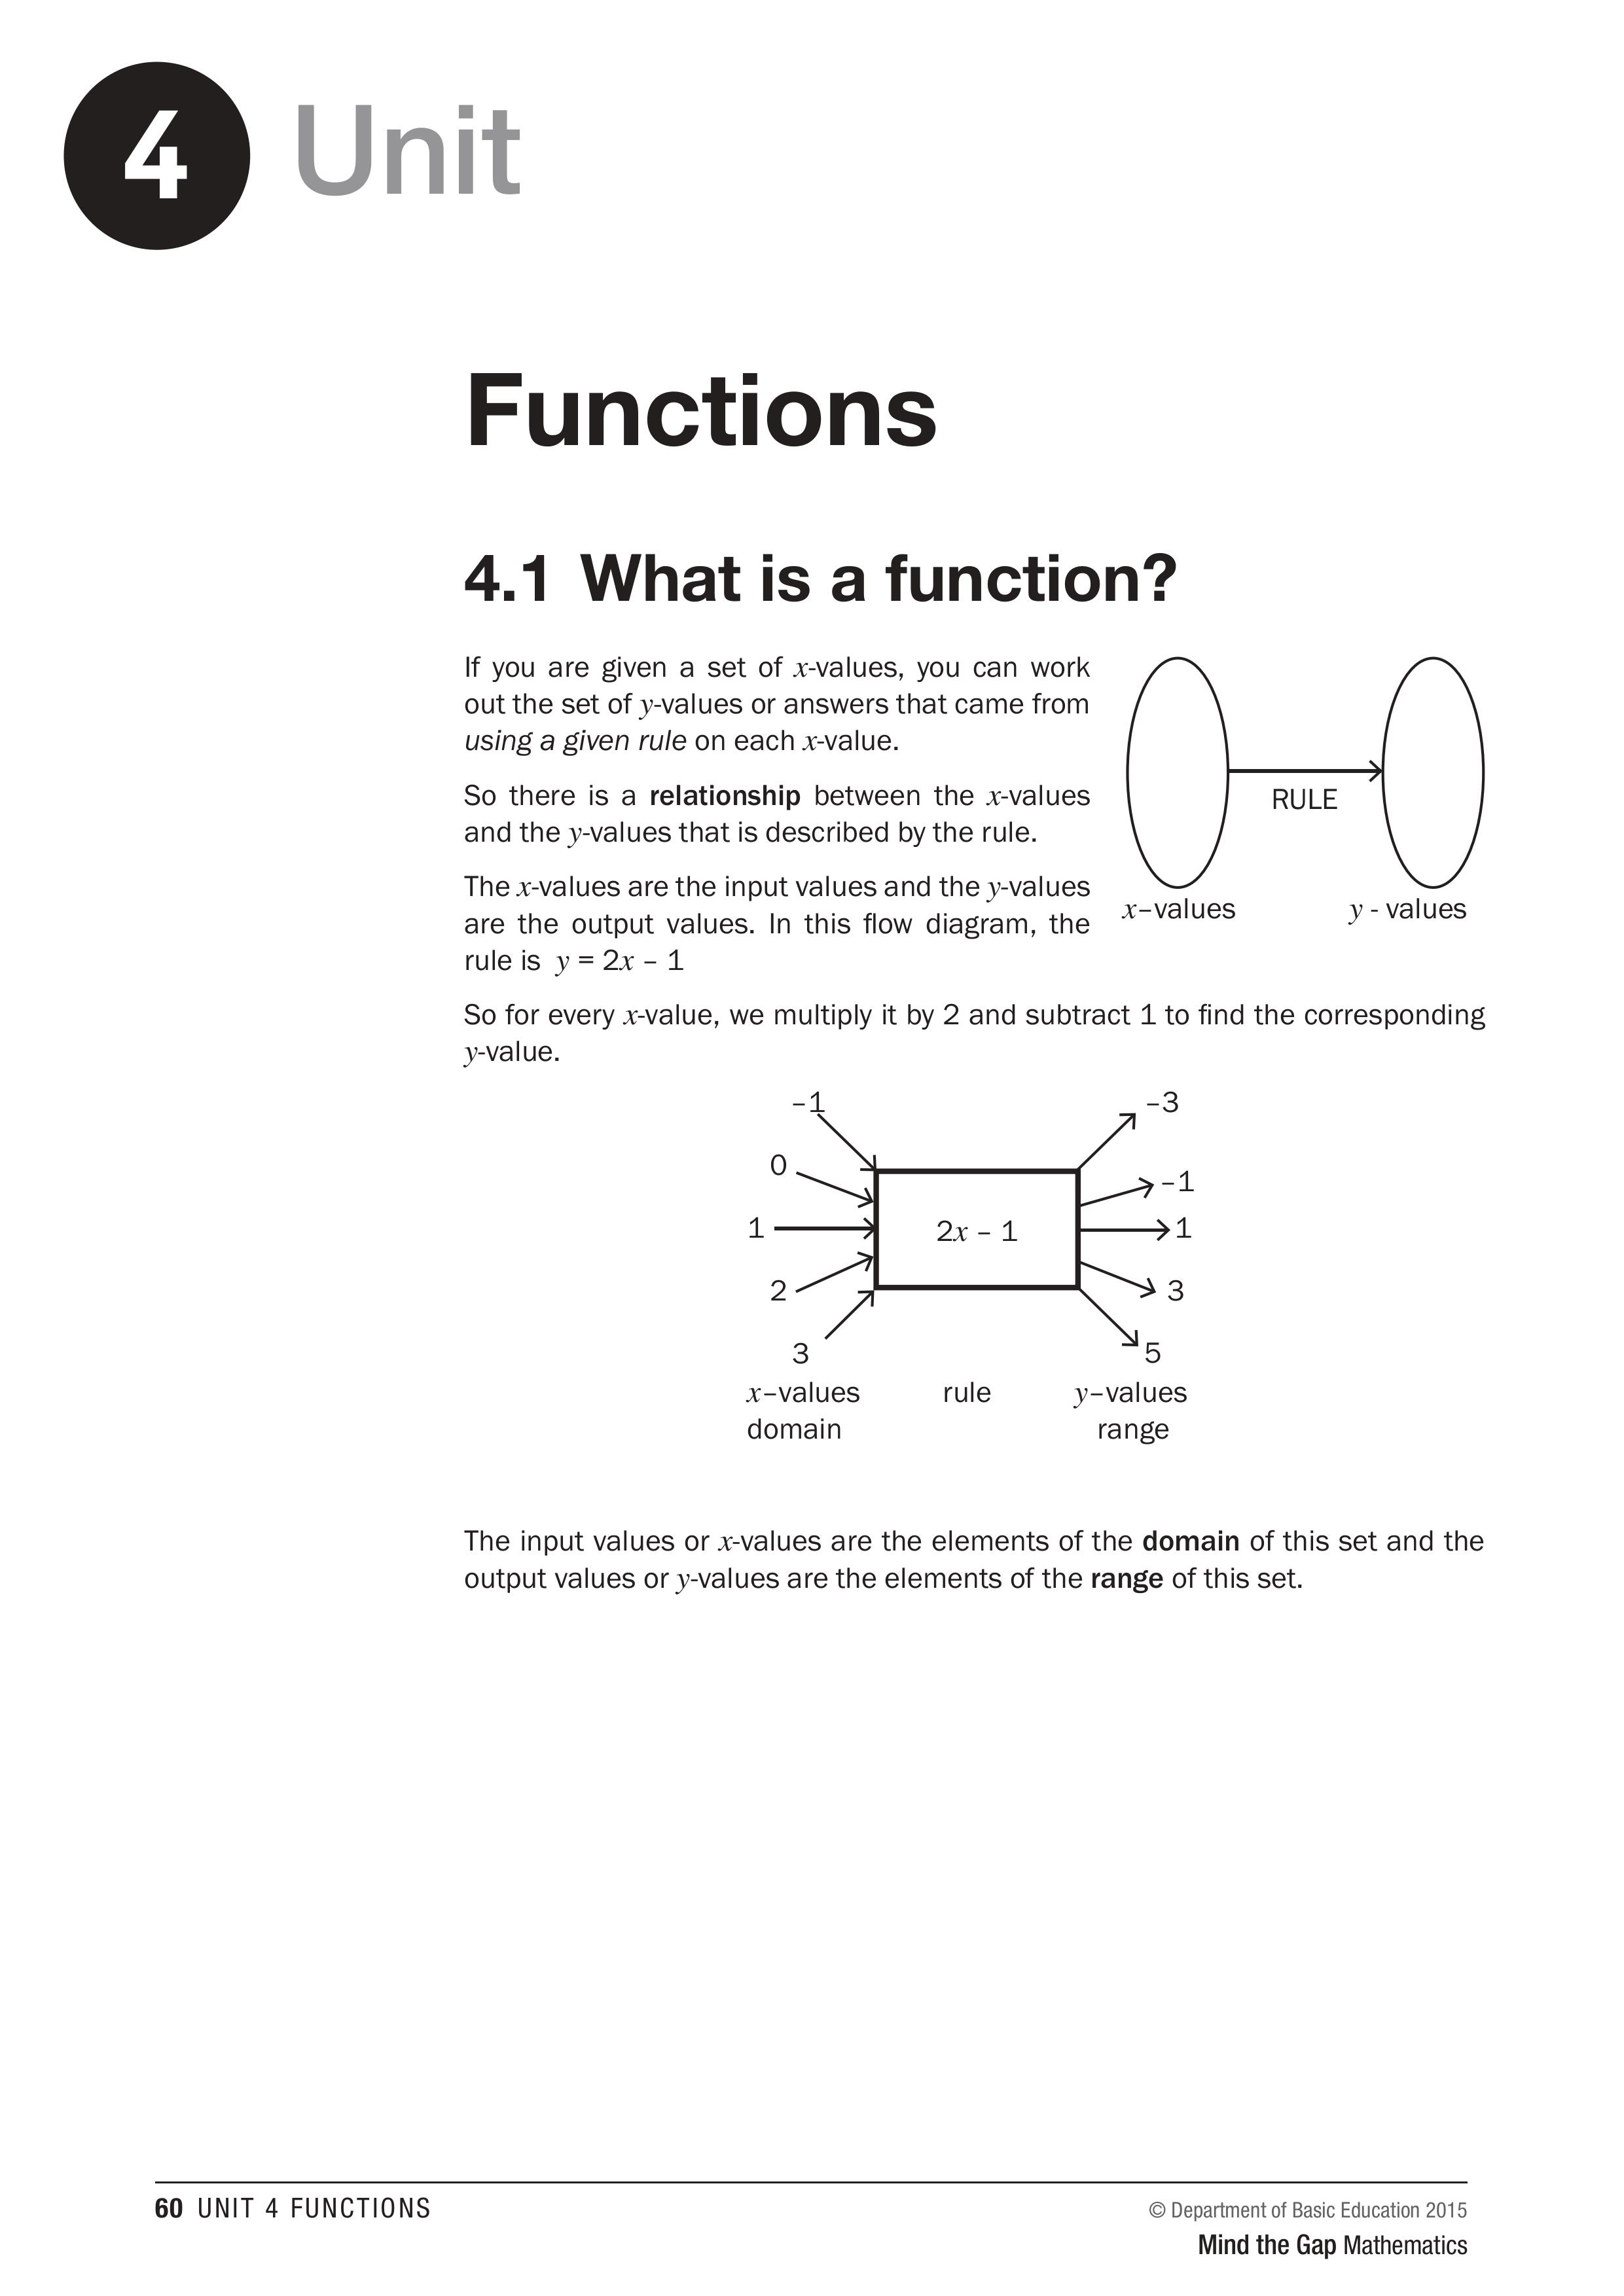 4 Unit
Functions
4.1 What is a function?
If you are given a set of x-values, you can work
out the set of y-values or answers that came from
using a given rule on each x-value.
So there is a relationship between the x-values
and the y-values that is described by the rule.
The x-values are the input values and the y-values
are the output values. In this flow diagram, the
rule is y = 2x – 1
RULE
x–values y - values
So for every x-value, we multiply it by 2 and subtract 1 to find the corresponding
y-value.
–1 –3
0 –1
1 2x – 1 1
2 3
3 5
x–values rule y–values
domain range
The input values or x-values are the elements of the domain of this set and the
output values or y-values are the elements of the range of this set.
60 UNIT 4 FUNCTIONS
© Department of Basic Education 2015
Mind the Gap Mathematics